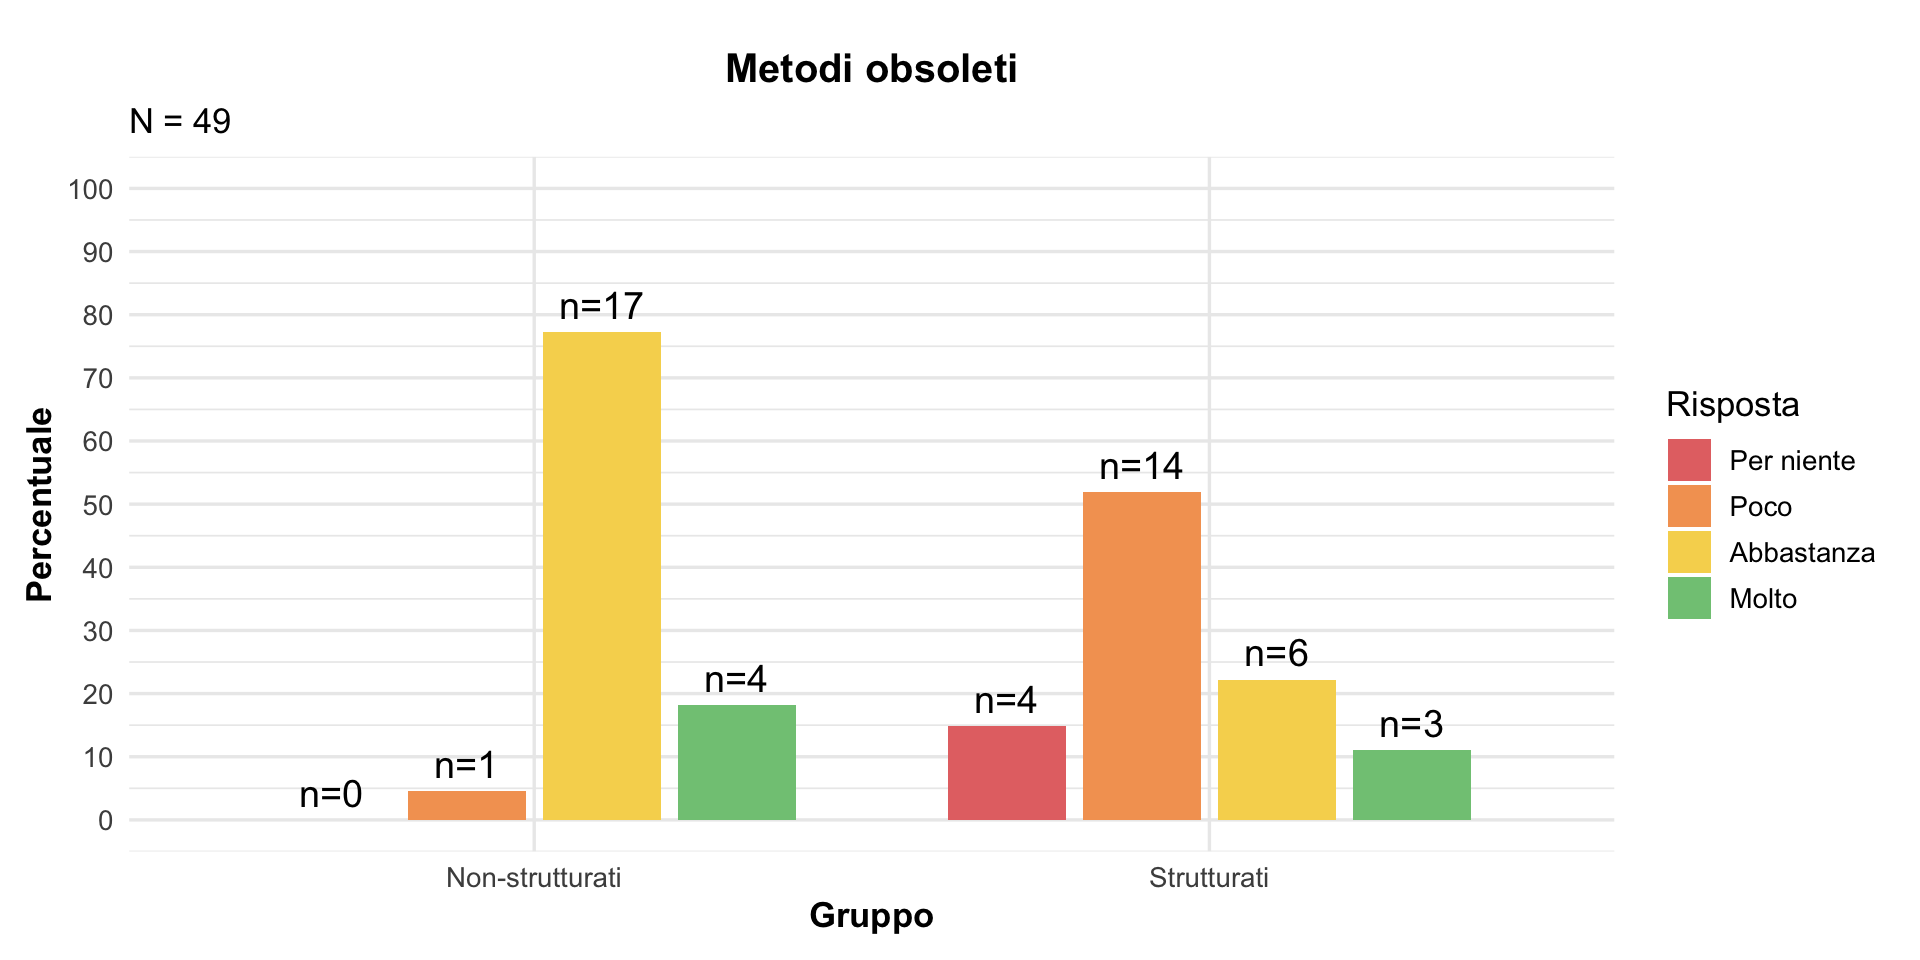 Metodi obsoleti
N = 49
100
90
80
70
60
50
40
30
20
10
0
Percentuale
n=0
n=1
n=17
n=4
n=4
n=14
n=6
n=3
Non-strutturati
Strutturati
Gruppo
Risposta
Per niente
Poco
Abbastanza
Molto